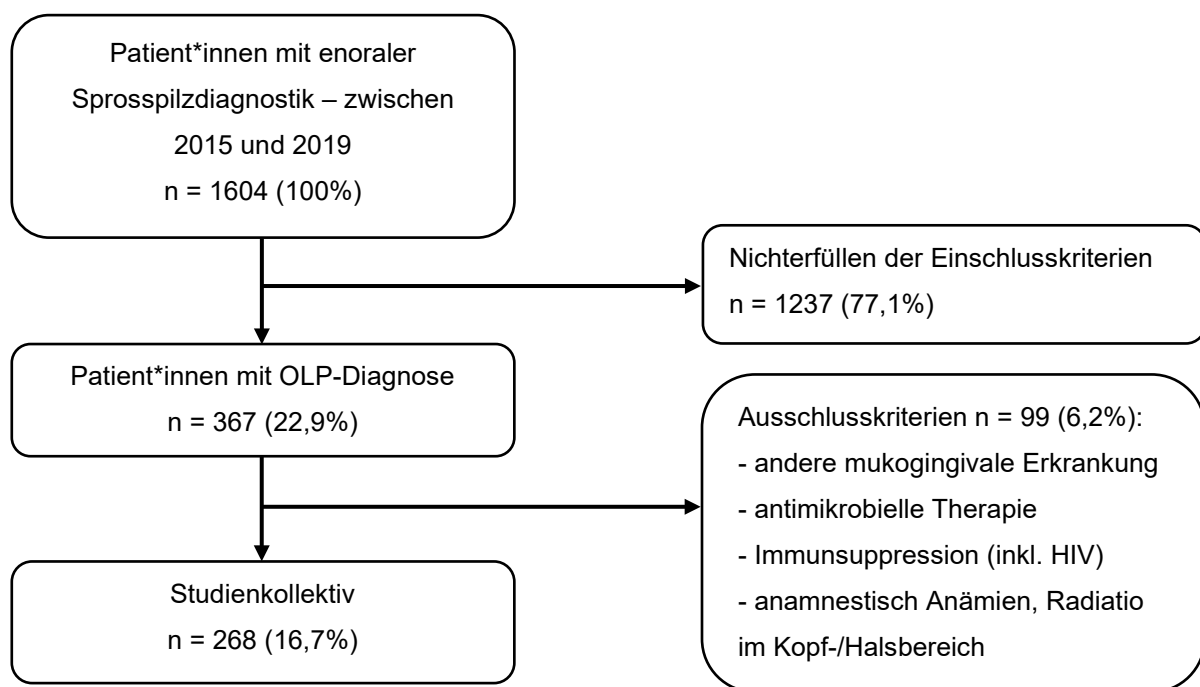 Patient*innen mit enoraler
Sprosspilzdiagnostik – zwischen
2015 und 2019
n = 1604 (100%)
Nichterfüllen der Einschlusskriterien
n = 1237 (77,1%)
Patient*innen mit OLP-Diagnose
n = 367 (22,9%)
Ausschlusskriterien n = 99 (6,2%):
- andere mukogingivale Erkrankung
- antimikrobielle Therapie
- Immunsuppression (inkl. HIV)
- anamnestisch Anämien, Radiatio
im Kopf-/Halsbereich
Studienkollektiv
n = 268 (16,7%)